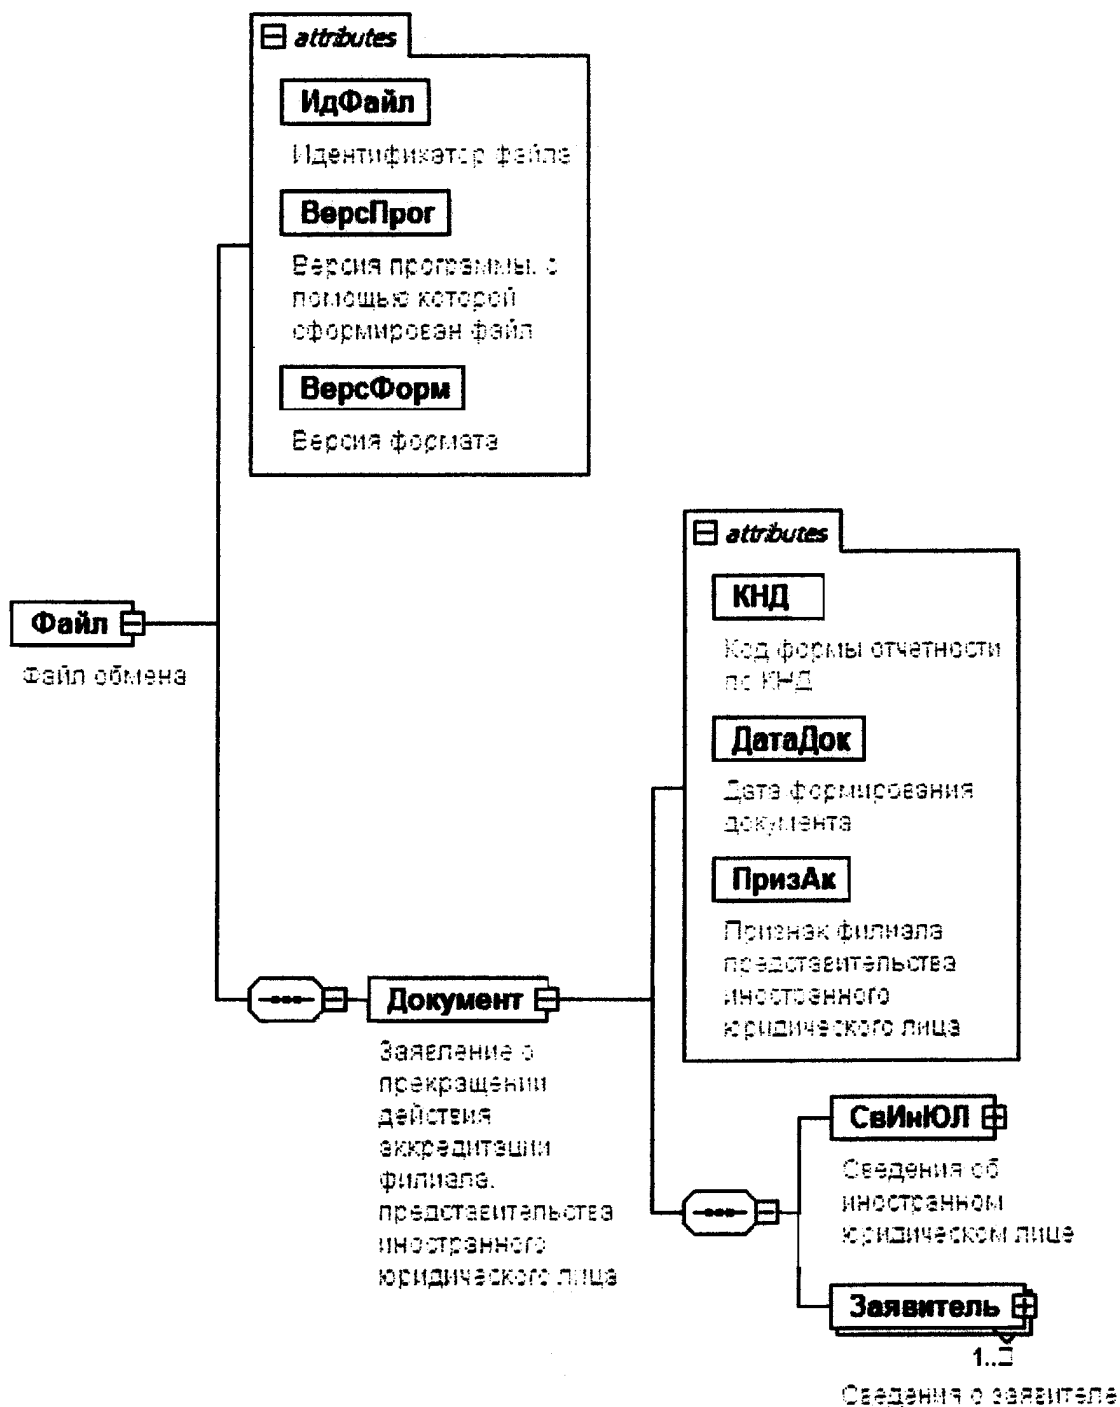 attributes
ИдФайл
Идентификатор файла
ВерсПрог
Версия программы, с
помощью которой
сформирован файл
ВерсФорм
Версия формата
Файл
Файл обмена
attributes
КНД
Код формы отчетности
по КНД
ДатаДок
Дата формирования
документа
ПризАк
Признак филиала
представительства
иностранного
юридического лица
Документ
Заявление о
прекращении
действия
аккредитации
филиала,
представительства
иностранного
юридического лица
СвИнЮЛ
Сведения об
иностранном
юридическом лице
Заявитель
Сведения о заявителе